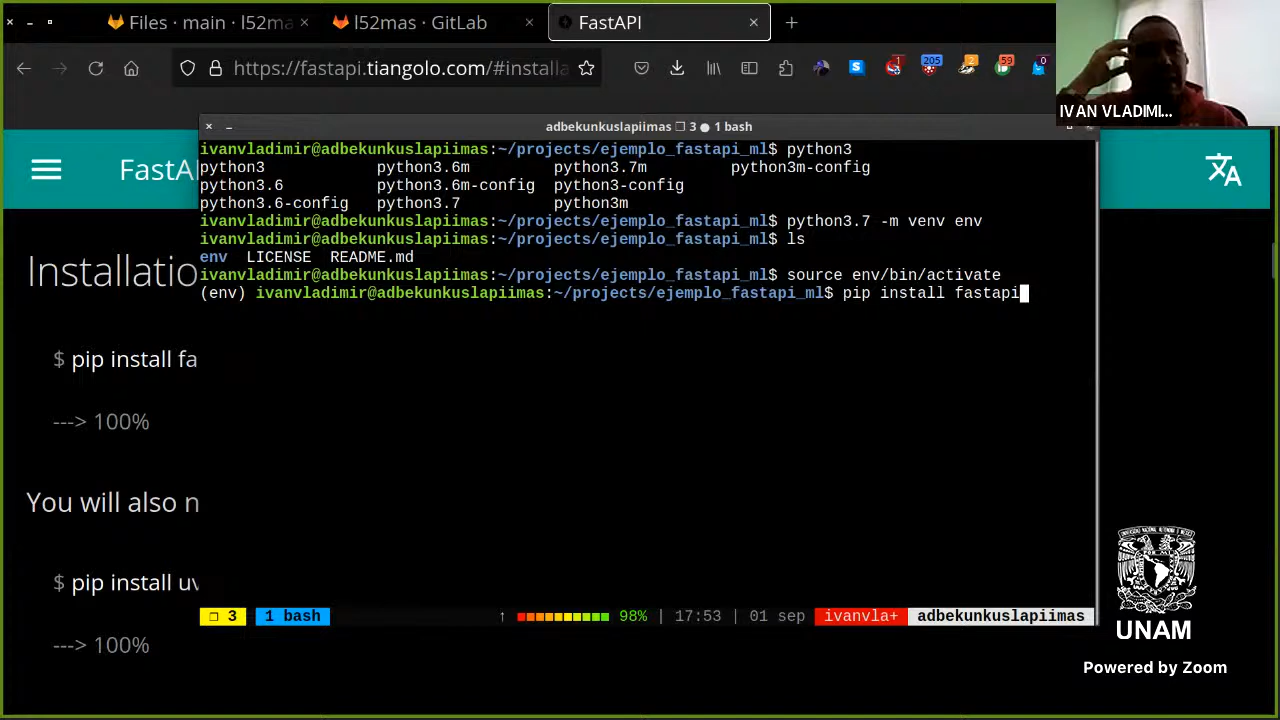 Files · main · l52ma
l52mas · GitLab
FastAPI
https://fastapi.tiangolo.com/#installa
1
205
2
59
0
IVAN VLADIMI...
adbekunkuslapiimas ❐ 3 ● 1 bash
FastA
ivanvladimir@adbekunkuslapiimas:~/projects/ejemplo_fastapi_ml$ python3
python3 python3.6m python3.7m python3m-config
python3.6 python3.6m-config python3-config
python3.6-config python3.7 python3m
ivanvladimir@adbekunkuslapiimas:~/projects/ejemplo_fastapi_ml$ python3.7 -m venv env
ivanvladimir@adbekunkuslapiimas:~/projects/ejemplo_fastapi_ml$ ls
env LICENSE README.md
ivanvladimir@adbekunkuslapiimas:~/projects/ejemplo_fastapi_ml$ source env/bin/activate
(env) ivanvladimir@adbekunkuslapiimas:~/projects/ejemplo_fastapi_ml$ pip install fastapi
Installatio
$ pip install fa
---> 100%
You will also n
$ pip install uv
---> 100%
❐ 3 1 bash ↑ 98% | 17:53 | 01 sep ivanvla+ adbekunkuslapiimas
UNAM
Powered by Zoom